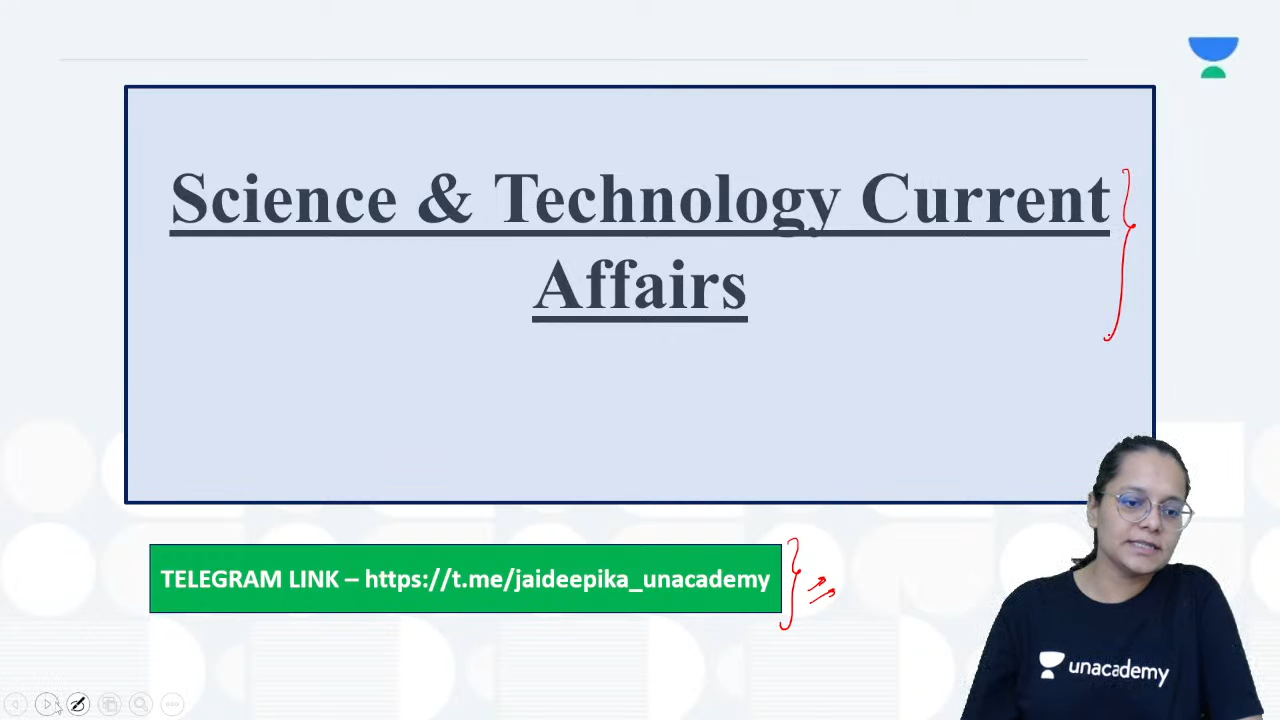 Science & Technology Current
Affairs
TELEGRAM LINK – https://t.me/jaideepika_unacademy
unacademy